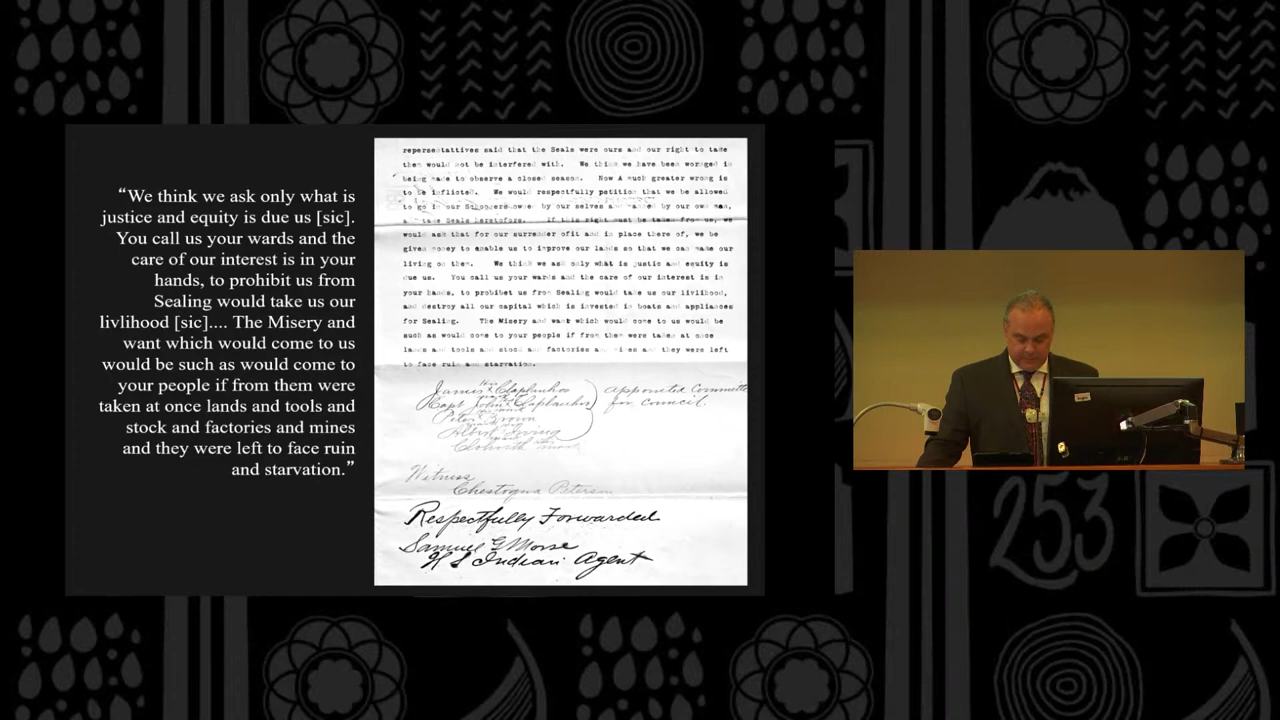 “We think we ask only what is
justice and equity is due us [sic].
You call us your wards and the
care of our interest is in your
hands, to prohibit us from
Sealing would take us our
livlihood [sic].... The Misery and
want which would come to us
would be such as would come to
your people if from them were
taken at once lands and tools and
stock and factories and mines
and they were left to face ruin
and starvation.”
repersetattives said that the Seals were ours and our right to take
them would not be interfered with. We think we have been wronged in
being made to observe a closed season. Now a much greater wrong is
to be inflicted. We would respectfully petition that we be allowed
to go in our Schooners owned by our selves and manned by our own men,
take Seals heretofore. If this right must be taken from us, we
would ask that for our surrender ofit and in place there of, we be
given money to enable us to improve our lands so that we can make our
living on them. We think we ask only what is justic and equity is
due us. You call us your wards and the care of our interest is in
your hands, to prohibet us from Sealing would take us our livlihood,
and destroy all our capital which is invested in boats and appliances
for Sealing. The Misery and want which would come to us would be
such as would come to your people if from them were taken at once
lands and tools and stock and factories and mines and they were left
to face ruin and starvation.
James Claplanhoo
Capt John Claplanhoo
Peter Brown
Albert Irving
appointed Committee
for Council.
Witness
Chestoqua Peterson
Respectfully Forwarded
Samuel G Morse
U S Indian Agent
253